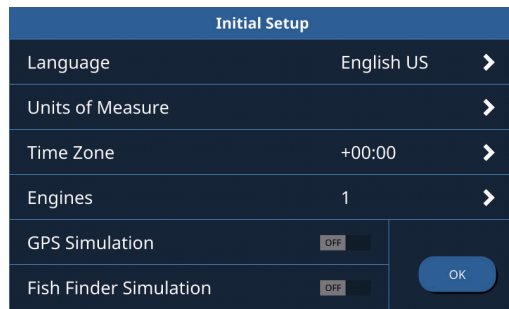 Initial Setup
Language English US
Units of Measure
Time Zone +00:00
Engines 1
GPS Simulation OFF
Fish Finder Simulation OFF
OK